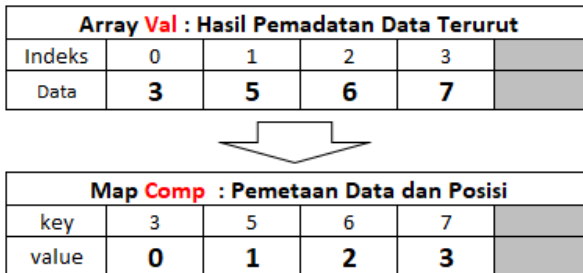 Array Val : Hasil Pemadatan Data Terurut
Indeks 0 1 2 3
Data 3 5 6 7
Map Comp : Pemetaan Data dan Posisi
key 3 5 6 7
value 0 1 2 3